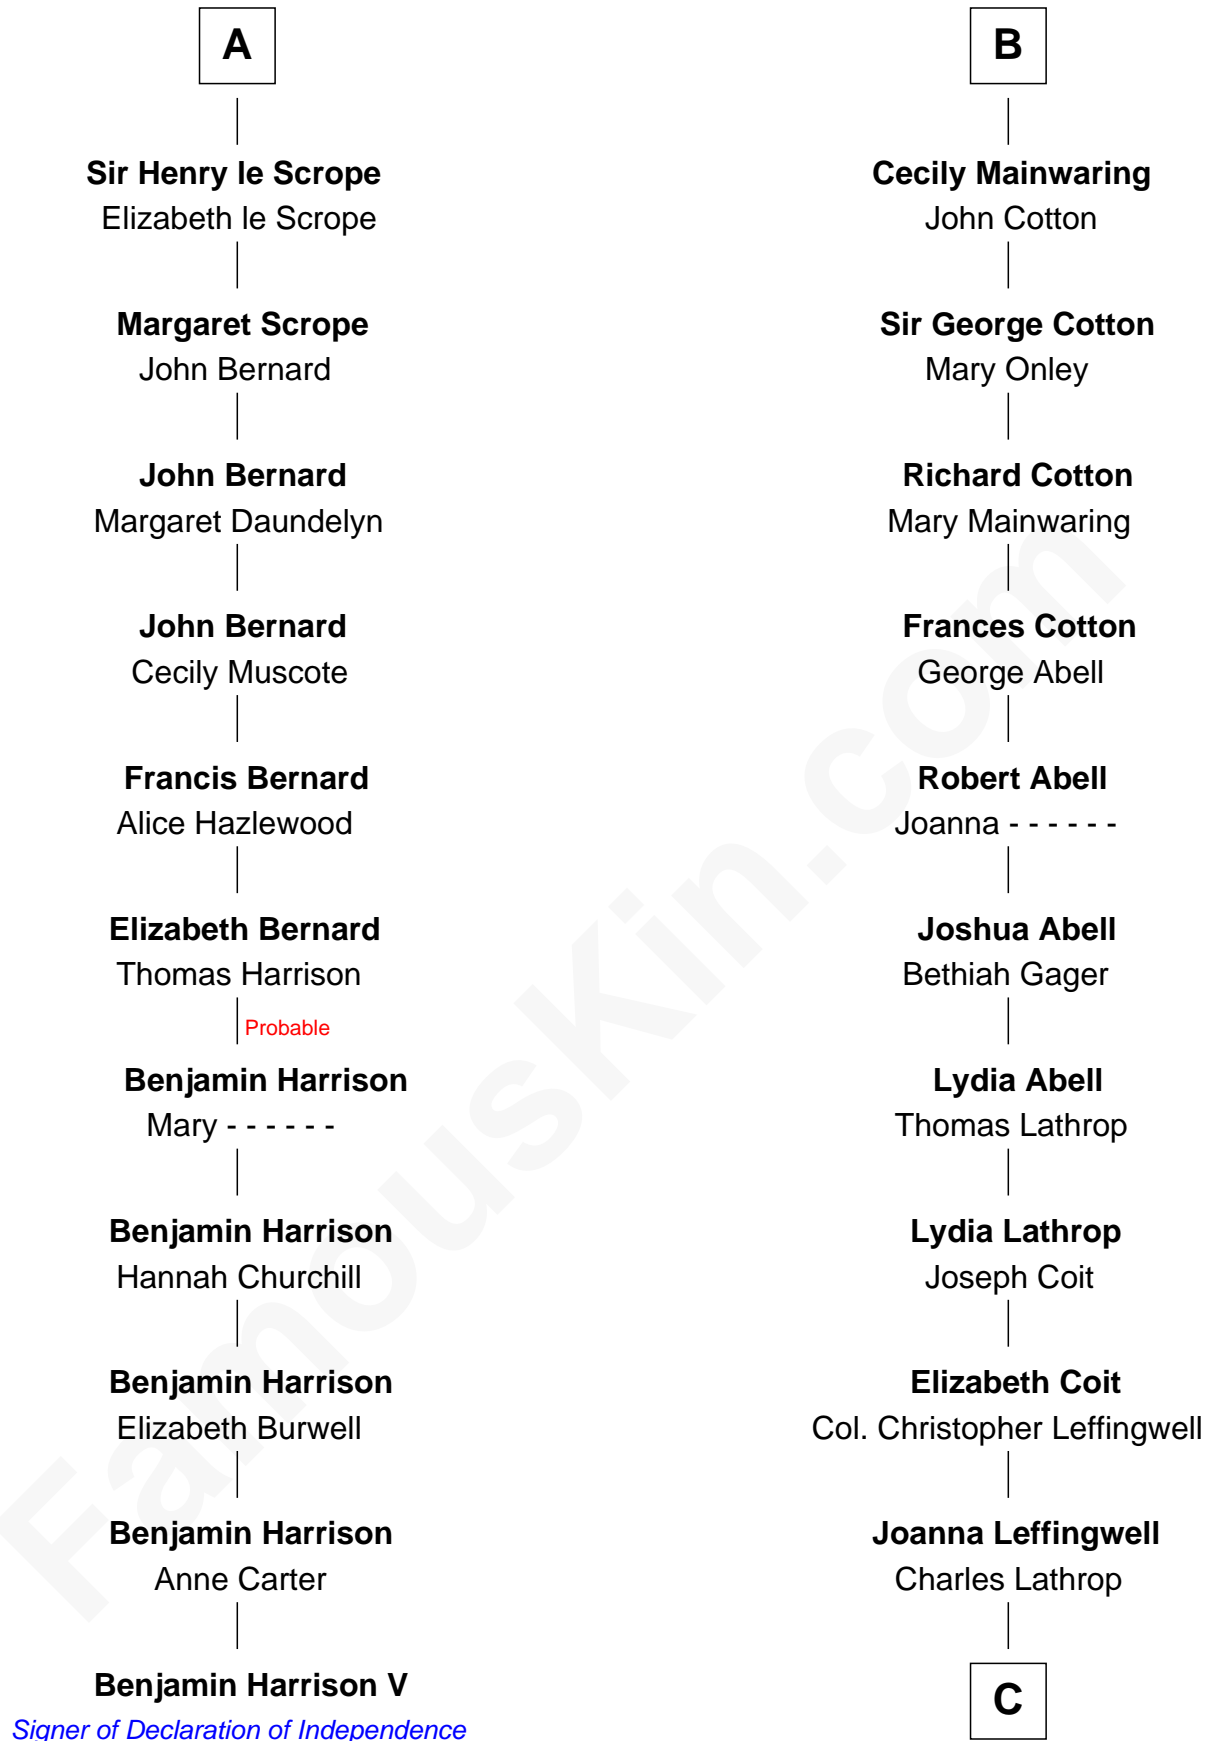 A
Sir Henry le Scrope
Elizabeth le Scrope
Margaret Scrope
John Bernard
John Bernard
Margaret Daundelyn
John Bernard
Cecily Muscote
Francis Bernard
Alice Hazlewood
Elizabeth Bernard
Thomas Harrison
Probable
Benjamin Harrison
Mary - - - - - -
Benjamin Harrison
Hannah Churchill
Benjamin Harrison
Elizabeth Burwell
Benjamin Harrison
Anne Carter
Benjamin Harrison V
Signer of Declaration of Independence
B
Cecily Mainwaring
John Cotton
Sir George Cotton
Mary Onley
Richard Cotton
Mary Mainwaring
Frances Cotton
George Abell
Robert Abell
Joanna - - - - - -
Joshua Abell
Bethiah Gager
Lydia Abell
Thomas Lathrop
Lydia Lathrop
Joseph Coit
Elizabeth Coit
Col. Christopher Leffingwell
Joanna Leffingwell
Charles Lathrop
C
FamousKin.com